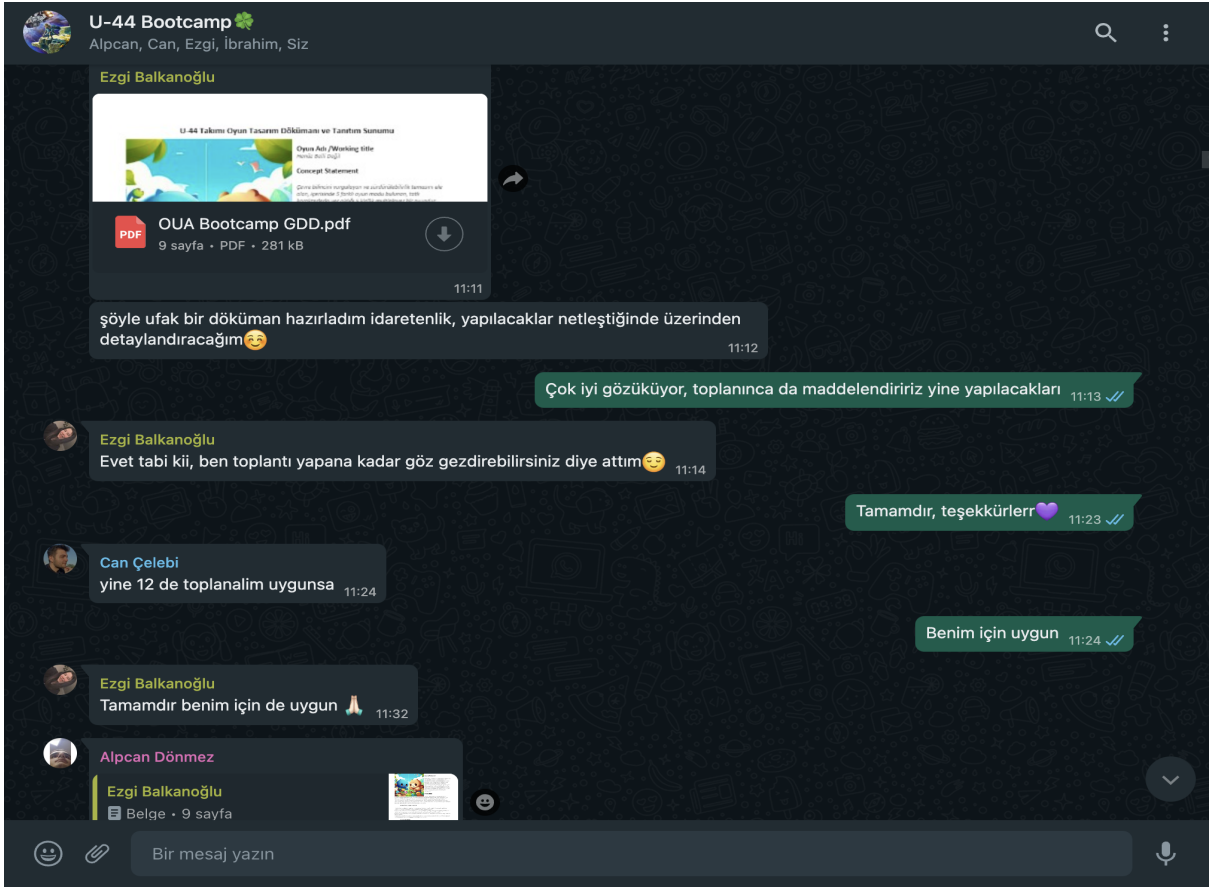 U-44 Bootcamp🍀
Alpcan, Can, Ezgi, İbrahim, Siz
Ezgi Balkanoğlu
U-44 Takımı Oyun Tasarım Dökümanı ve Tanıtım Sunumu
Oyun Adı /Working title
Concept Statement
PDF
OUA Bootcamp GDD.pdf
9 sayfa • PDF • 281 kB
11:11
şöyle ufak bir döküman hazırladım idaretenlik, yapılacaklar netleştiğinde üzerinden
detaylandıracağım☺️
11:12
Çok iyi gözüküyor, toplanınca da maddelendiririz yine yapılacakları 11:13
Ezgi Balkanoğlu
Evet tabi kii, ben toplantı yapana kadar göz gezdirebilirsiniz diye attım😌 11:14
Tamamdır, teşekkürlerr💜 11:23
Can Çelebi
yine 12 de toplanalim uygunsa 11:24
Benim için uygun 11:24
Ezgi Balkanoğlu
Tamamdır benim için de uygun 🙏🏻 11:32
Alpcan Dönmez
Ezgi Balkanoğlu
Belge • 9 sayfa
Bir mesaj yazın